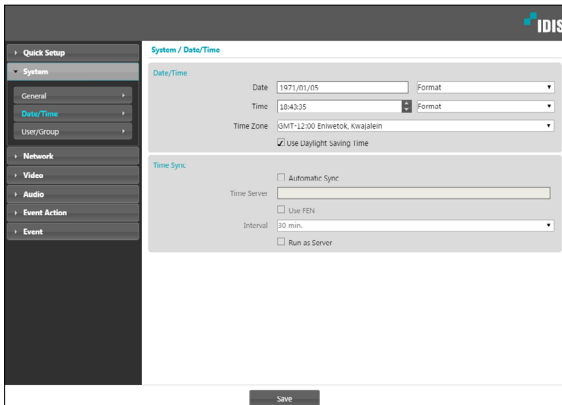 IDIS
Quick Setup
System
General
Date/Time
User/Group
Network
Video
Audio
Event Action
Event
System / Date/Time
Date/Time
Date 1971/01/05 Format
Time 18:43:35 Format
Time Zone GMT-12:00 Eniwetok, Kwajalein
Use Daylight Saving Time
Time Sync
Automatic Sync
Time Server
Use FEN
Interval 30 min.
Run as Server
Save